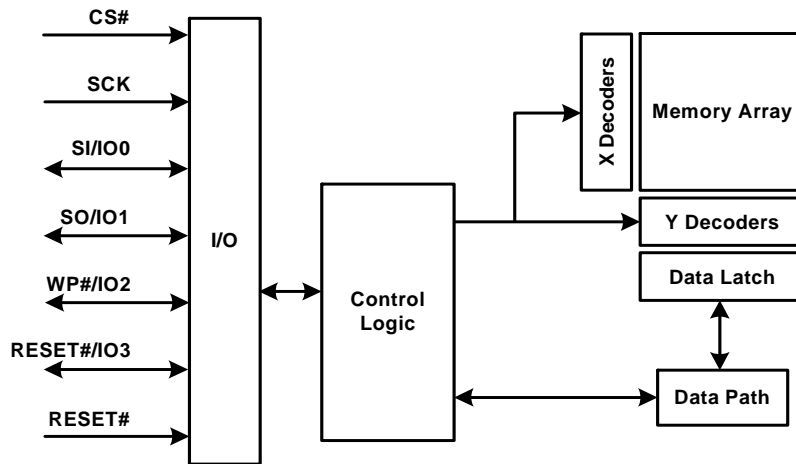 CS#
SCK
SI/IO0
SO/IO1
WP#/IO2
RESET#/IO3
RESET#
I/O
Control
Logic
X Decoders
Memory Array
Y Decoders
Data Latch
Data Path